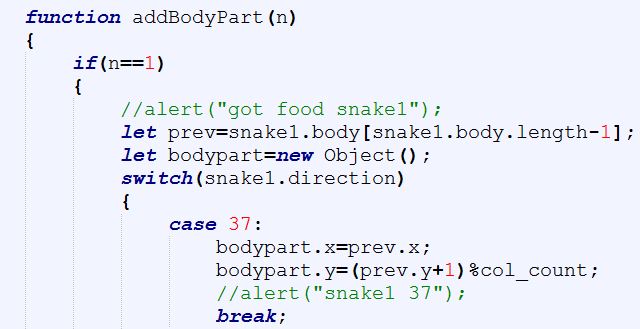 function addBodyPart(n)
{
if(n==1)
{
//alert("got food snake1");
let prev=snake1.body[snake1.body.length-1];
let bodypart=new Object();
switch(snake1.direction)
{
case 37:
bodypart.x=prev.x;
bodypart.y=(prev.y+1)%col_count;
//alert("snake1 37");
break;